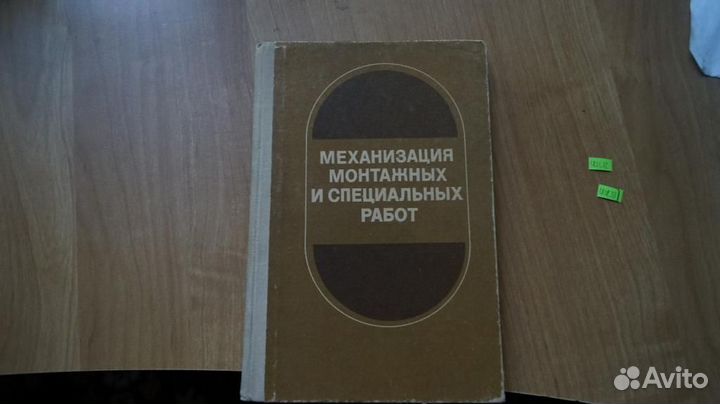 МЕХАНИЗАЦИЯ
МОНТАЖНЫХ
И СПЕЦИАЛЬНЫХ
РАБОТ
Avito